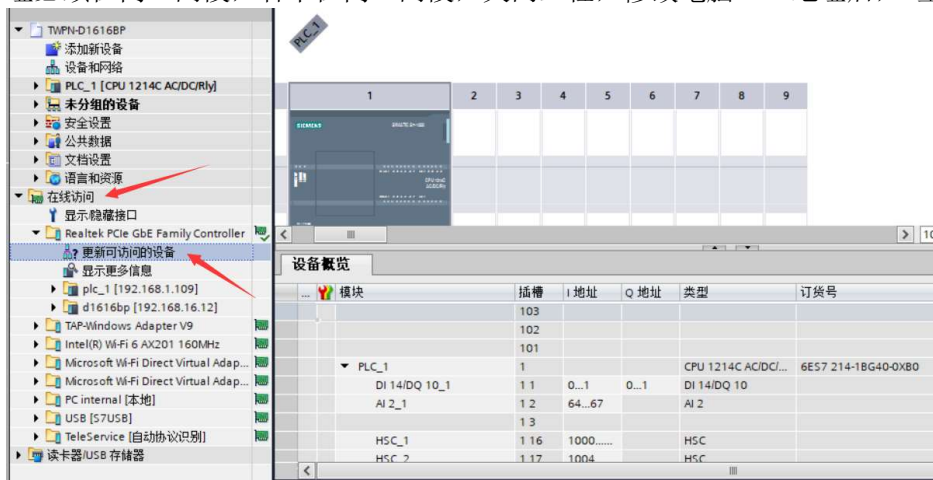 TWPN-D1616BP
添加新设备
设备和网络
PLC_1 [CPU 1214C AC/DC/Rly]
未分组的设备
安全设置
公共数据
文档设置
语言和资源
在线访问
显示隐藏接口
Realtek PCIe GbE Family Controller
更新可访问的设备
显示更多信息
plc_1 [192.168.1.109]
d1616bp [192.168.16.12]
TAP-Windows Adapter V9
Intel(R) Wi-Fi 6 AX201 160MHz
Microsoft Wi-Fi Direct Virtual Adap...
Microsoft Wi-Fi Direct Virtual Adap...
PC internal [本地]
USB [S7USB]
TeleService [自动协议识别]
读卡器/USB 存储器
PLC_1
1 2 3 4 5 6 7 8 9
SIEMENS
设备概览
... 模块 插槽 I 地址 Q 地址 类型 订货号
103
102
101
PLC_1 1 CPU 1214C AC/DC/... 6ES7 214-1BG40-0XB0
DI 14/DQ 10_1 1 1 0...1 0...1 DI 14/DQ 10
AI 2_1 1 2 64...67 AI 2
1 3
HSC_1 1 16 1000...... HSC
HSC_2 1 17 1004 HSC